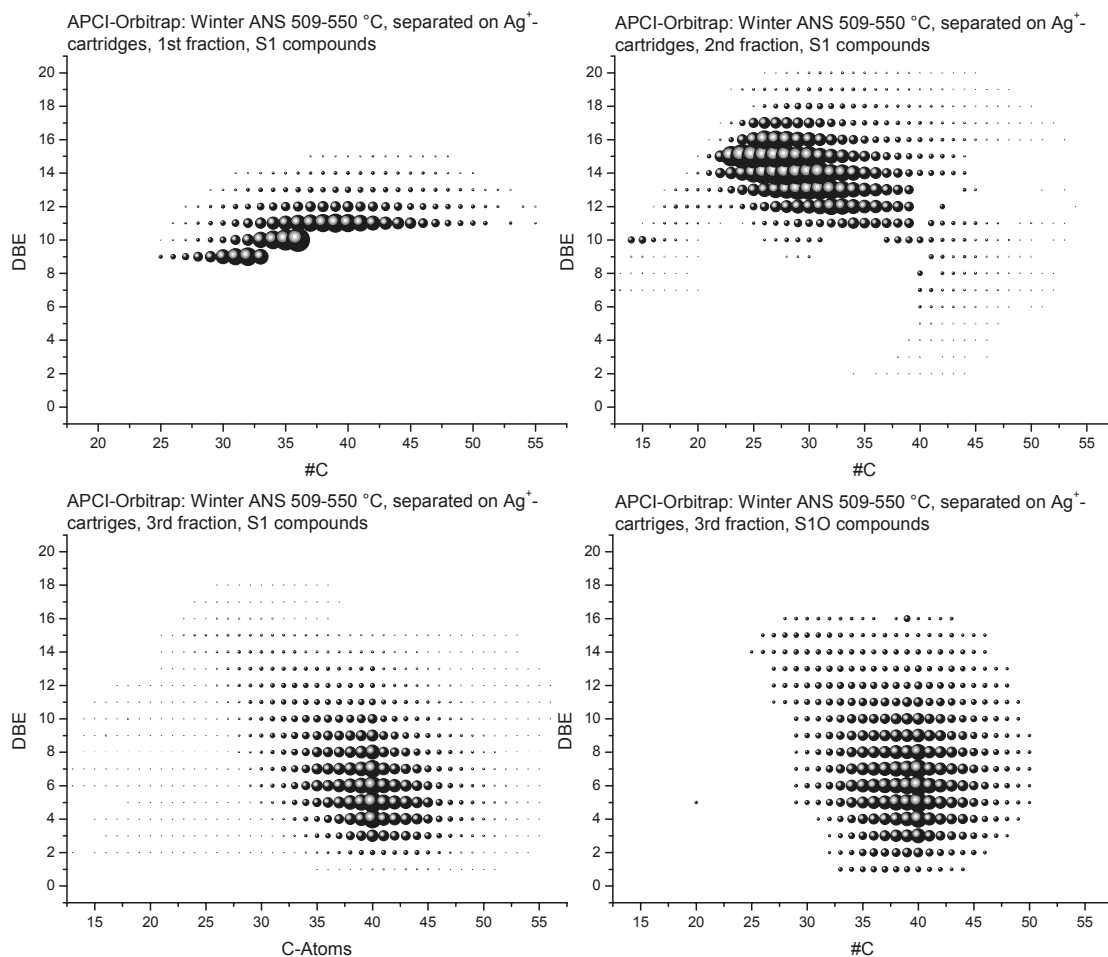 APCI-Orbitrap: Winter ANS 509-550 °C, separated on Ag+-
cartridges, 1st fraction, S1 compounds
20
18
16
14
12
10
8
6
4
2
0
DBE
20 25 30 35 40 45 50 55
#C
APCI-Orbitrap: Winter ANS 509-550 °C, separated on Ag+-
cartridges, 2nd fraction, S1 compounds
20
18
16
14
12
10
8
6
4
2
0
DBE
15 20 25 30 35 40 45 50 55
#C
APCI-Orbitrap: Winter ANS 509-550 °C, separated on Ag+-
cartriges, 3rd fraction, S1 compounds
20
18
16
14
12
10
8
6
4
2
0
DBE
15 20 25 30 35 40 45 50 55
C-Atoms
APCI-Orbitrap: Winter ANS 509-550 °C, separated on Ag+-
cartriges, 3rd fraction, S1O compounds
20
18
16
14
12
10
8
6
4
2
0
DBE
15 20 25 30 35 40 45 50 55
#C